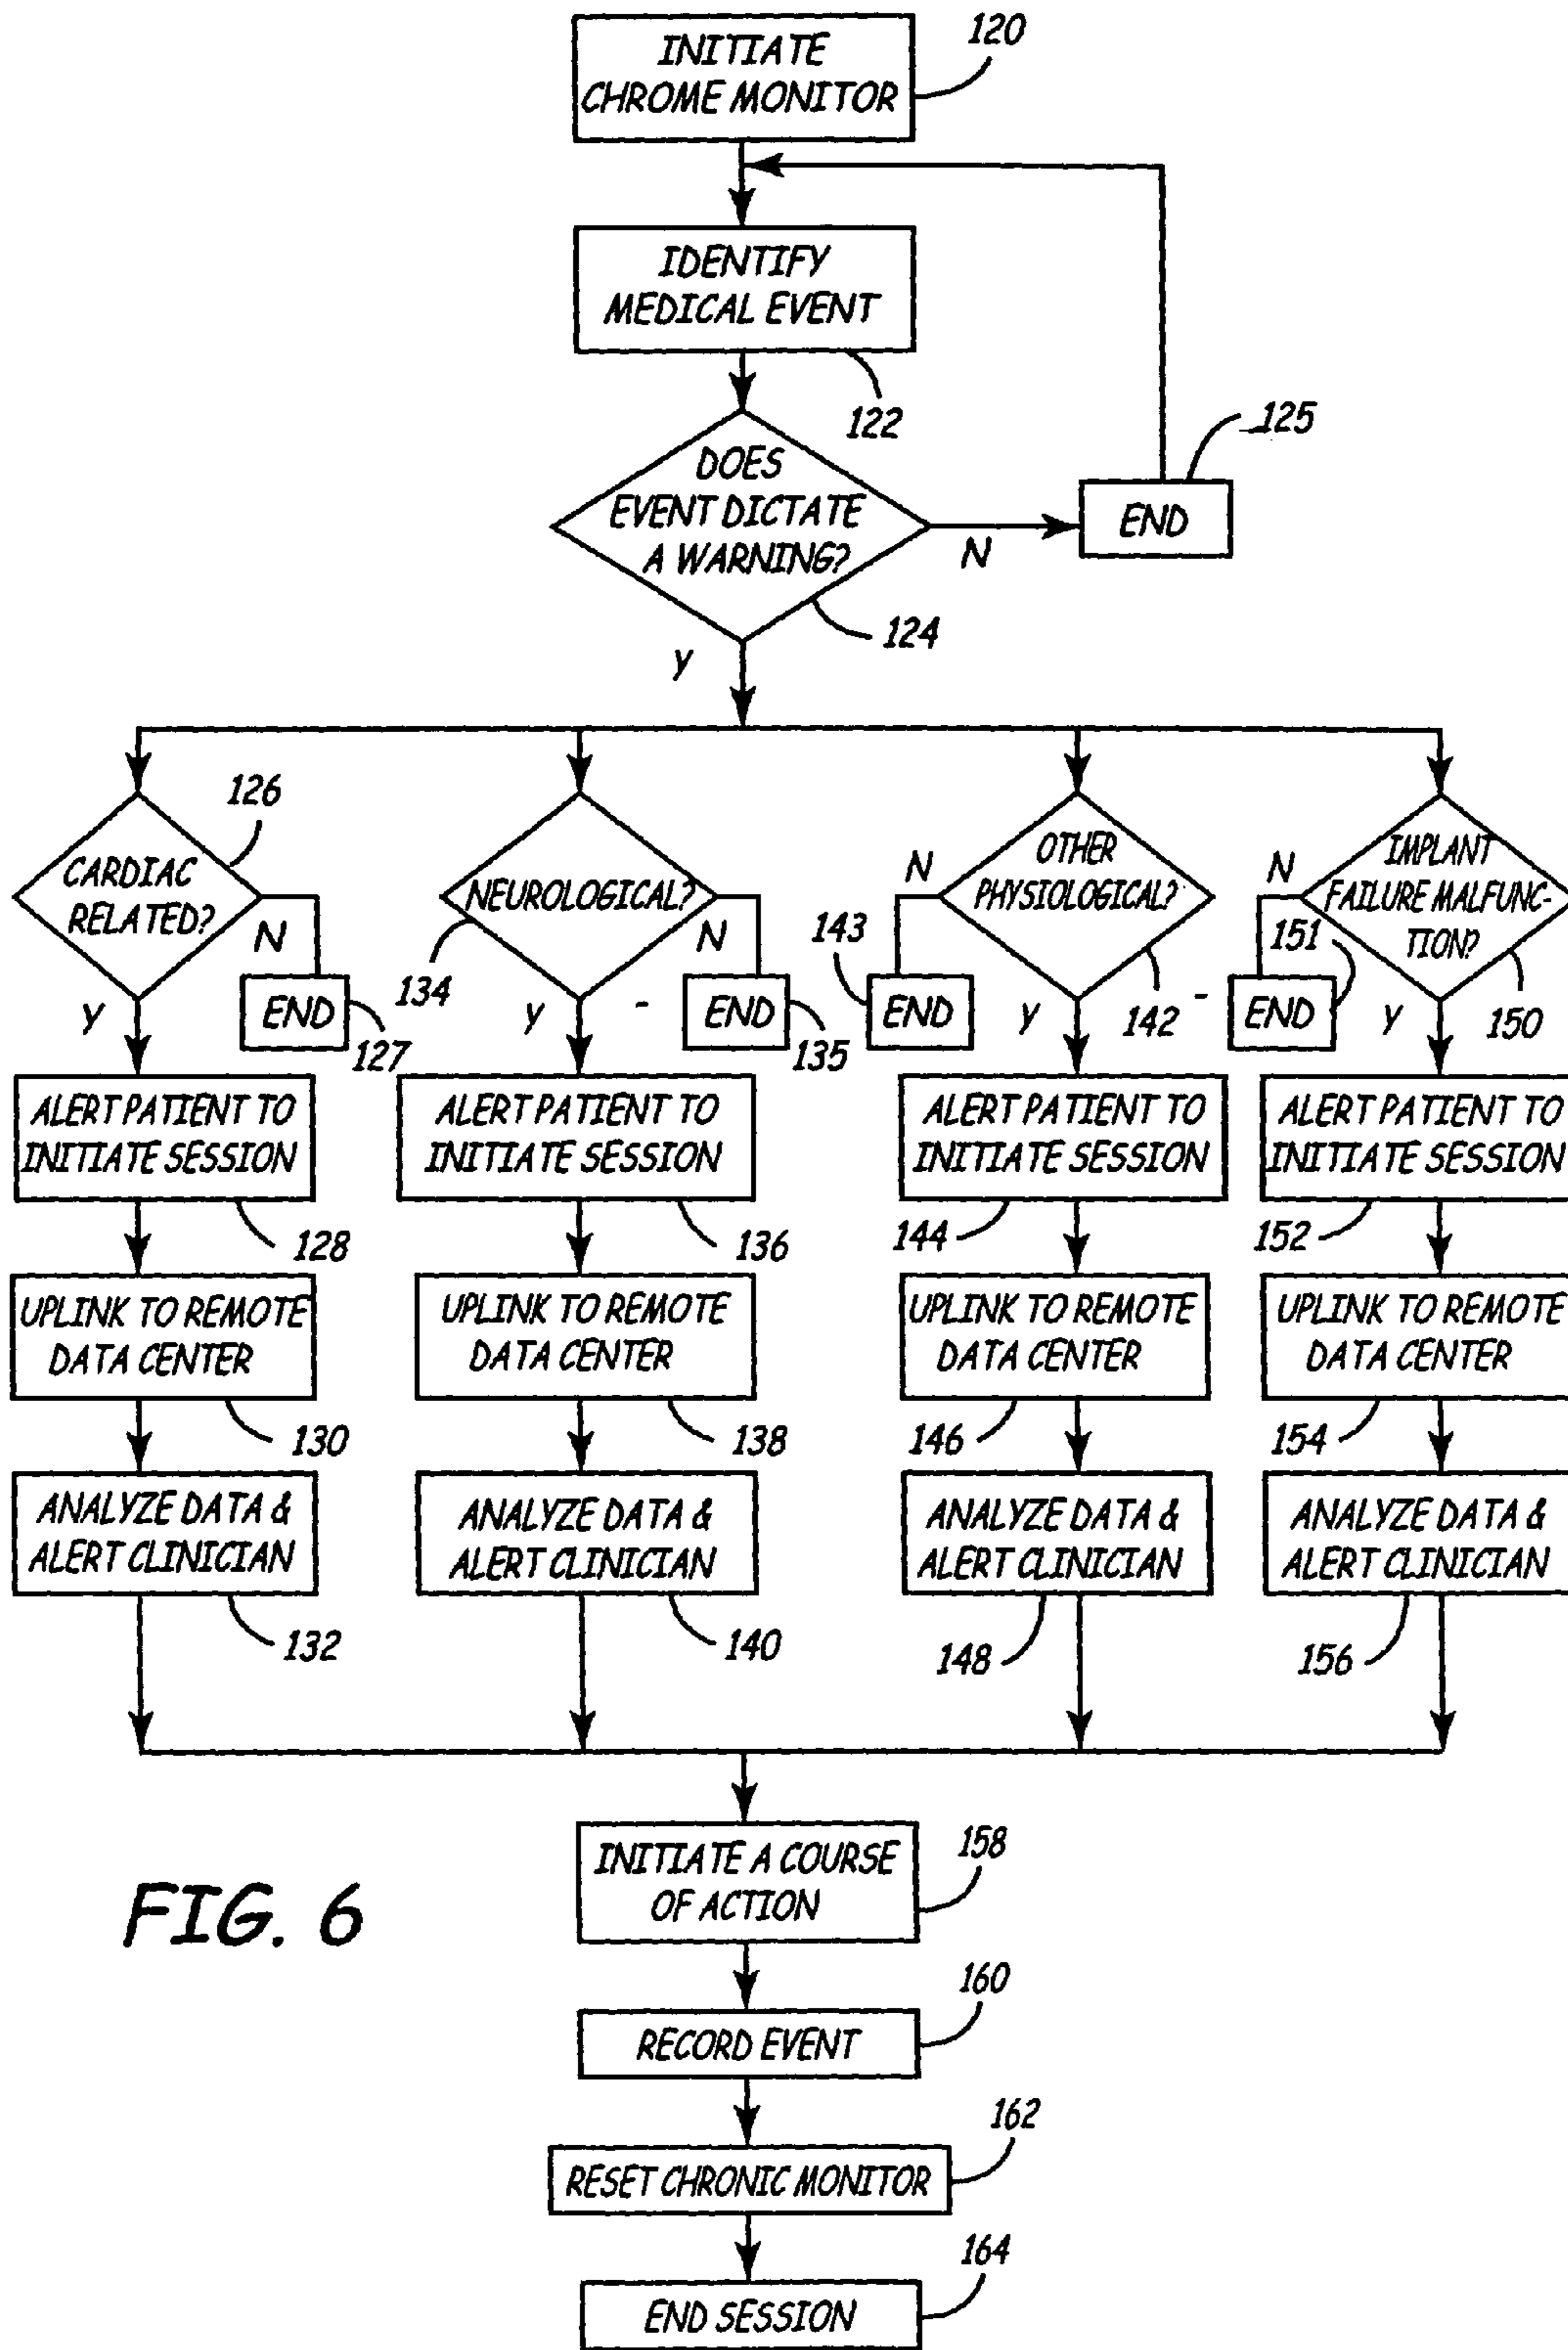 INITIATE
CHROME MONITOR
120
IDENTIFY
MEDICAL EVENT
122
DOES
EVENT DICTATE
A WARNING?
124
N
END
125
Y
CARDIAC
RELATED?
126
N
END
127
Y
ALERT PATIENT TO
INITIATE SESSION
128
UPLINK TO REMOTE
DATA CENTER
130
ANALYZE DATA &
ALERT CLINICIAN
132
NEUROLOGICAL?
134
N
END
135
Y
ALERT PATIENT TO
INITIATE SESSION
136
UPLINK TO REMOTE
DATA CENTER
138
ANALYZE DATA &
ALERT CLINICIAN
140
OTHER
PHYSIOLOGICAL?
142
N
143
END
Y
ALERT PATIENT TO
INITIATE SESSION
144
UPLINK TO REMOTE
DATA CENTER
146
ANALYZE DATA &
ALERT CLINICIAN
148
IMPLANT
FAILURE MALFUNC-
TION?
150
N
151
END
Y
ALERT PATIENT TO
INITIATE SESSION
152
UPLINK TO REMOTE
DATA CENTER
154
ANALYZE DATA &
ALERT CLINICIAN
156
INITIATE A COURSE
OF ACTION
158
RECORD EVENT
160
RESET CHRONIC MONITOR
162
END SESSION
164
FIG. 6